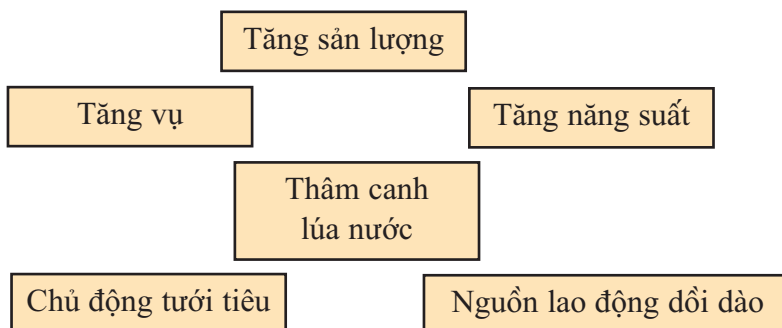 Tăng sản lượng
Tăng vụ
Tăng năng suất
Thâm canh
lúa nước
Chủ động tưới tiêu
Nguồn lao động dồi dào